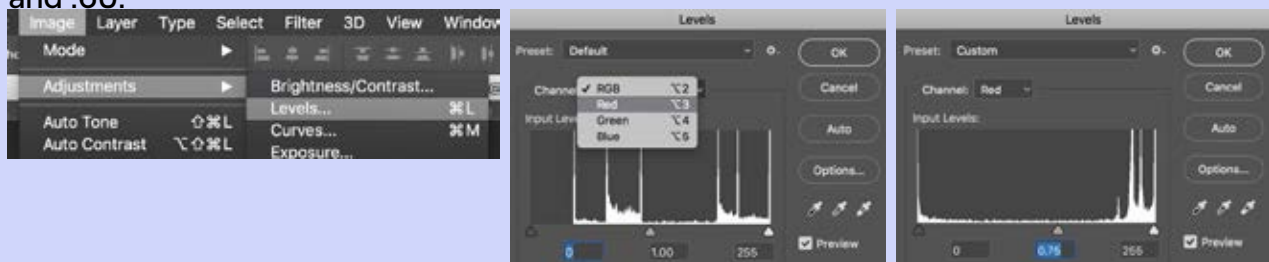 and .60.
Image Layer Type Select Filter 3D View Window
Mode
Adjustments
Brightness/Contrast...
Levels... ⌘L
Auto Tone ⇧⌘L
Curves... ⌘M
Auto Contrast ⌥⇧⌘L
Exposure...
Levels
Preset: Default
OK
Channe ✓ RGB ⌥2
Cancel
Red ⌥3
Input Leve Green ⌥4
Auto
Blue ⌥5
Options...
0 1.00 255
Preview
Levels
Preset: Custom
OK
Channel: Red
Cancel
Input Levels:
Auto
Options...
0 0.75 255
Preview